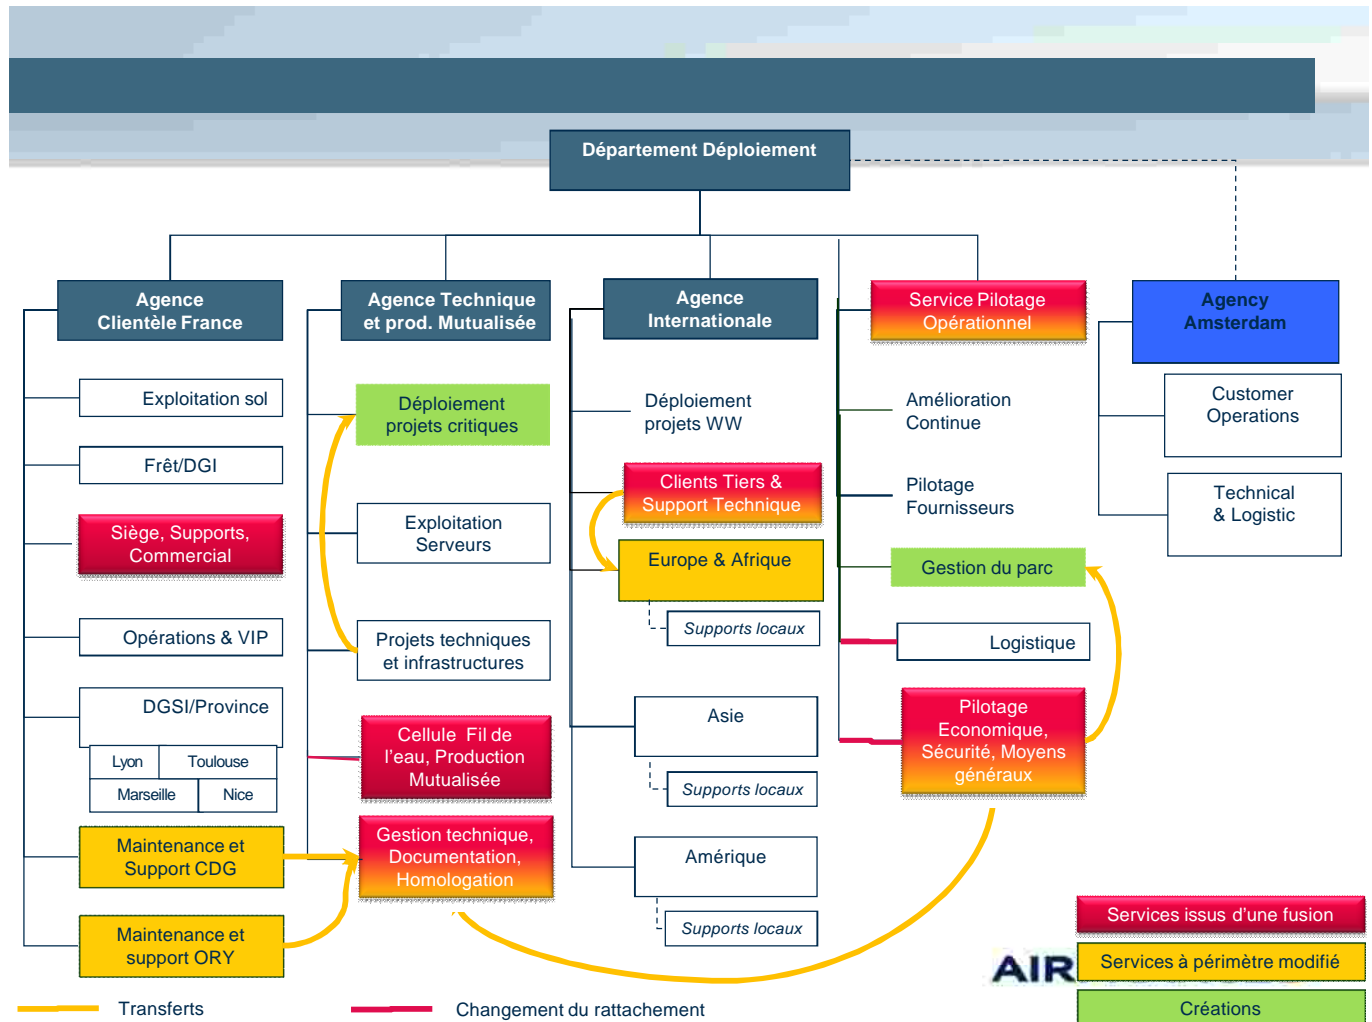 Département Déploiement
Agence
Clientèle France
Exploitation sol
Frêt/DGI
Siège, Supports,
Commercial
Opérations & VIP
DGSI/Province
Lyon
Toulouse
Marseille
Nice
Maintenance et
Support CDG
Maintenance et
support ORY
Agence Technique
et prod. Mutualisée
Déploiement
projets critiques
Exploitation
Serveurs
Projets techniques
et infrastructures
Cellule Fil de
l'eau, Production
Mutualisée
Gestion technique,
Documentation,
Homologation
Agence
Internationale
Déploiement
projets WW
Clients Tiers &
Support Technique
Europe & Afrique
Supports locaux
Asie
Supports locaux
Amérique
Supports locaux
Service Pilotage
Opérationnel
Amélioration
Continue
Pilotage
Fournisseurs
Gestion du parc
Logistique
Pilotage
Economique,
Sécurité, Moyens
généraux
Agency
Amsterdam
Customer
Operations
Technical
& Logistic
Services issus d'une fusion
AIR
Services à périmètre modifié
Créations
Transferts
Changement du rattachement